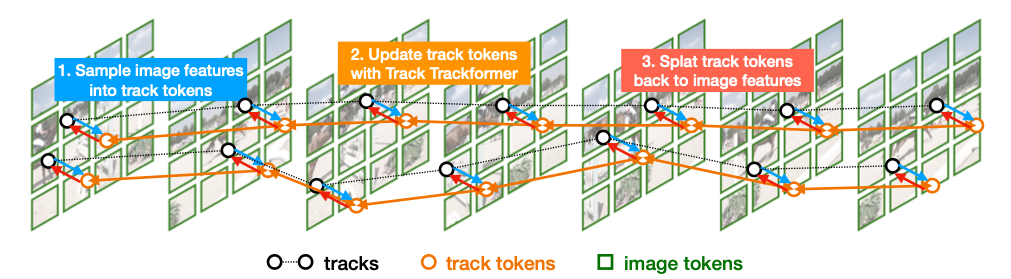 1. Sample image features
into track tokens
2. Update track tokens
with Track Trackformer
3. Splat track tokens
back to image features
tracks
track tokens
image tokens